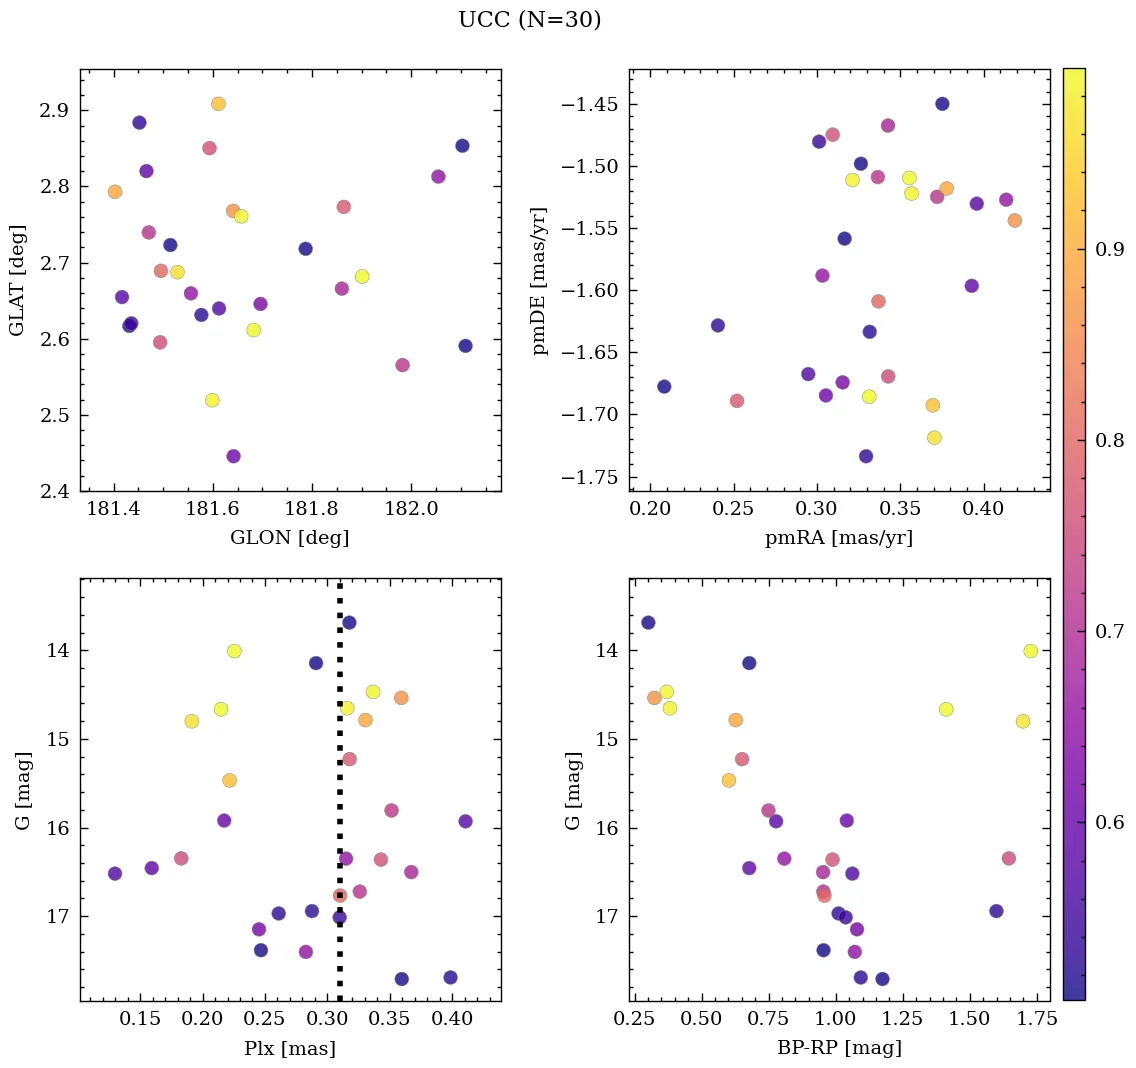 UCC (N=30)
2.9
2.8
2.7
2.6
2.5
2.4
GLAT [deg]
181.4 181.6 181.8 182.0
GLON [deg]
−1.45
−1.50
−1.55
−1.60
−1.65
−1.70
−1.75
pmDE [mas/yr]
0.20 0.25 0.30 0.35 0.40
pmRA [mas/yr]
14
15
16
17
G [mag]
0.15 0.20 0.25 0.30 0.35 0.40
Plx [mas]
14
15
16
17
G [mag]
0.25 0.50 0.75 1.00 1.25 1.50 1.75
BP-RP [mag]
0.9
0.8
0.7
0.6